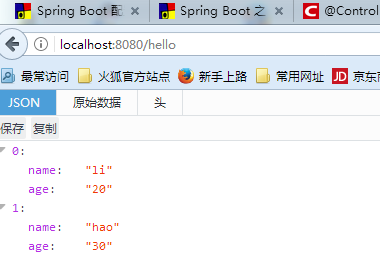 Spring Boot 配
Spring Boot 之
@Control
localhost:8080/hello
最常访问 火狐官方站点 新手上路 常用网址 京东商
JSON 原始数据 头
保存 复制
0:
name: "li"
age: "20"
1:
name: "hao"
age: "30"